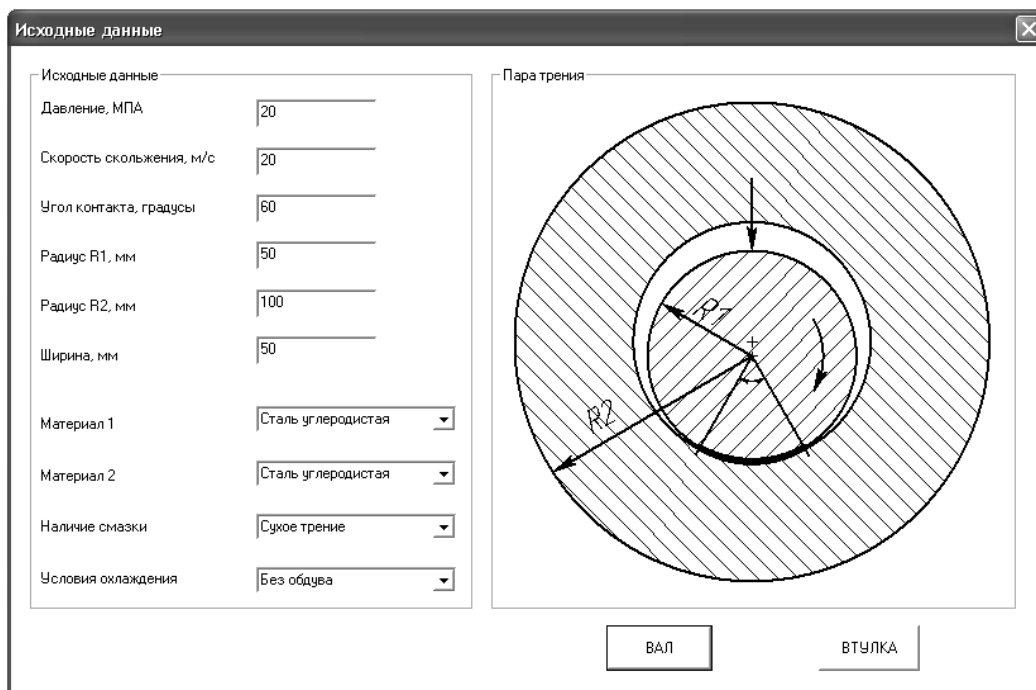 Исходные данные
Исходные данные
Давление, МПА
20
Скорость скольжения, м/с
20
Угол контакта, градусы
60
Радиус R1, мм
50
Радиус R2, мм
100
Ширина, мм
50
Материал 1
Сталь углеродистая
Материал 2
Сталь углеродистая
Наличие смазки
Сухое трение
Условия охлаждения
Без обдува
Пара трения
R1
R2
ВАЛ
ВТУЛКА